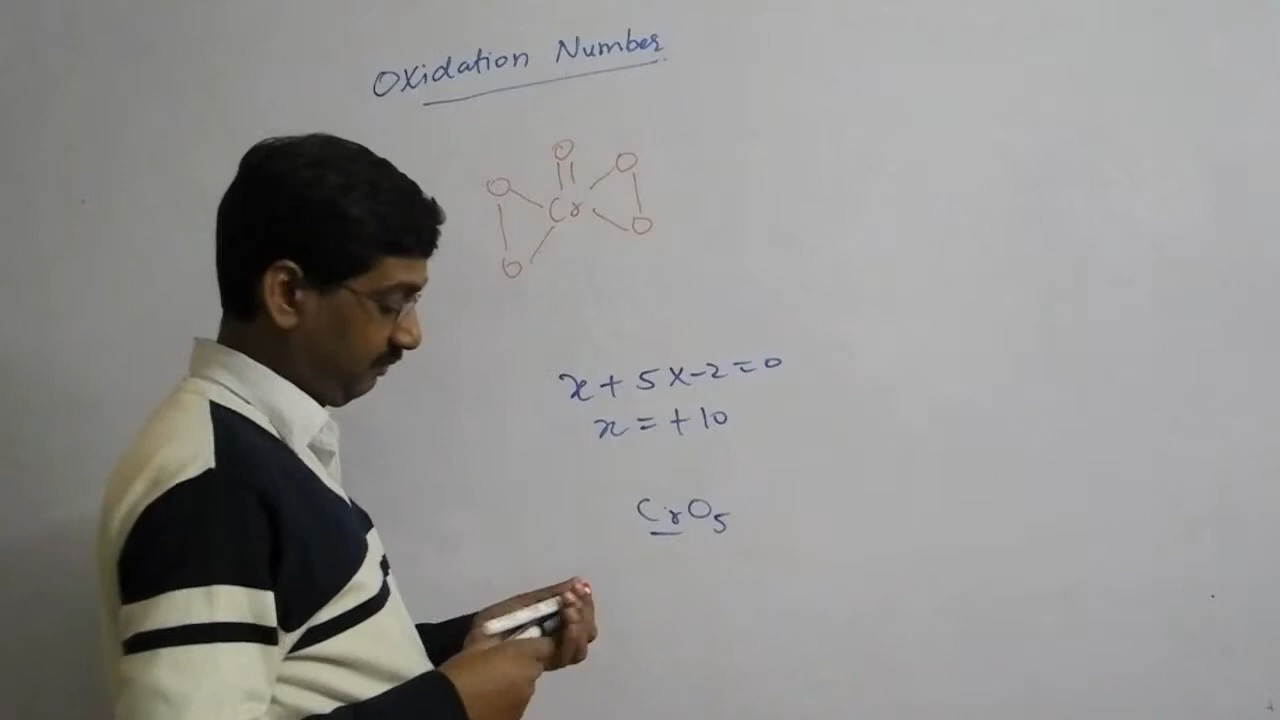 Oxidation Number
O
O
O
Cr
O
O
x + 5 x -2 = 0
x = +10
CrO5